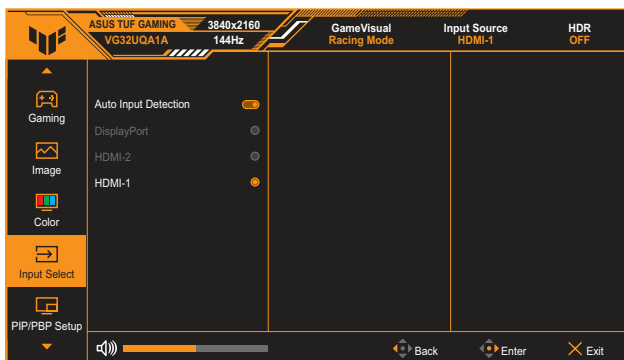 ASUS TUF GAMING 3840x2160
VG32UQA1A 144Hz
GameVisual
Racing Mode
Input Source
HDMI-1
HDR
OFF
Gaming
Image
Color
Input Select
PIP/PBP Setup
Auto Input Detection
DisplayPort
HDMI-2
HDMI-1
Back
Enter
Exit